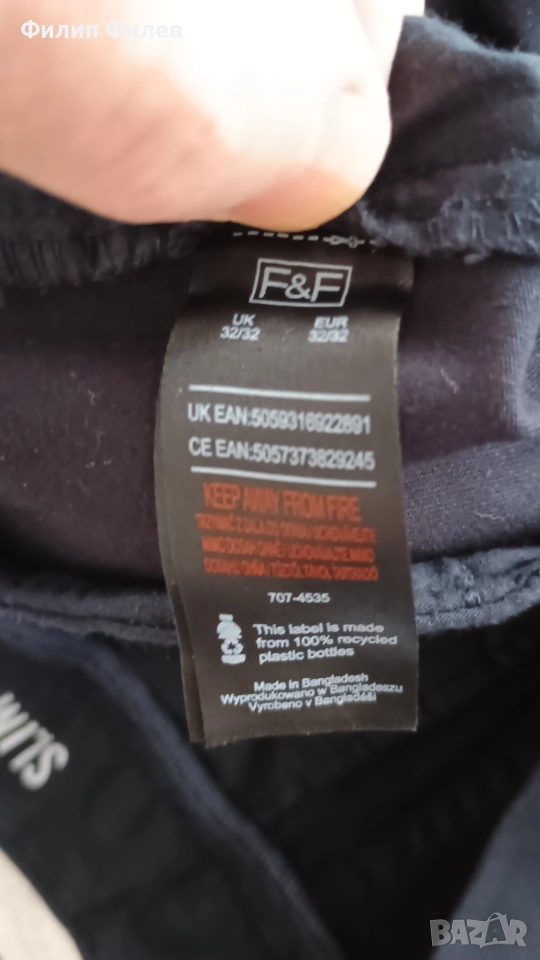 Филип Филев
F&F
UK EUR
32/32 32/32
UK EAN:5059316922891
CE EAN:5057373829245
KEEP AWAY FROM FIRE
707-4535
This label is made
from 100% recycled
plastic bottles
Made in Bangladesh
Wyprodukowano w Bangladeszu
Vyrobeno v Bangladéši
SLIM
BAZAR